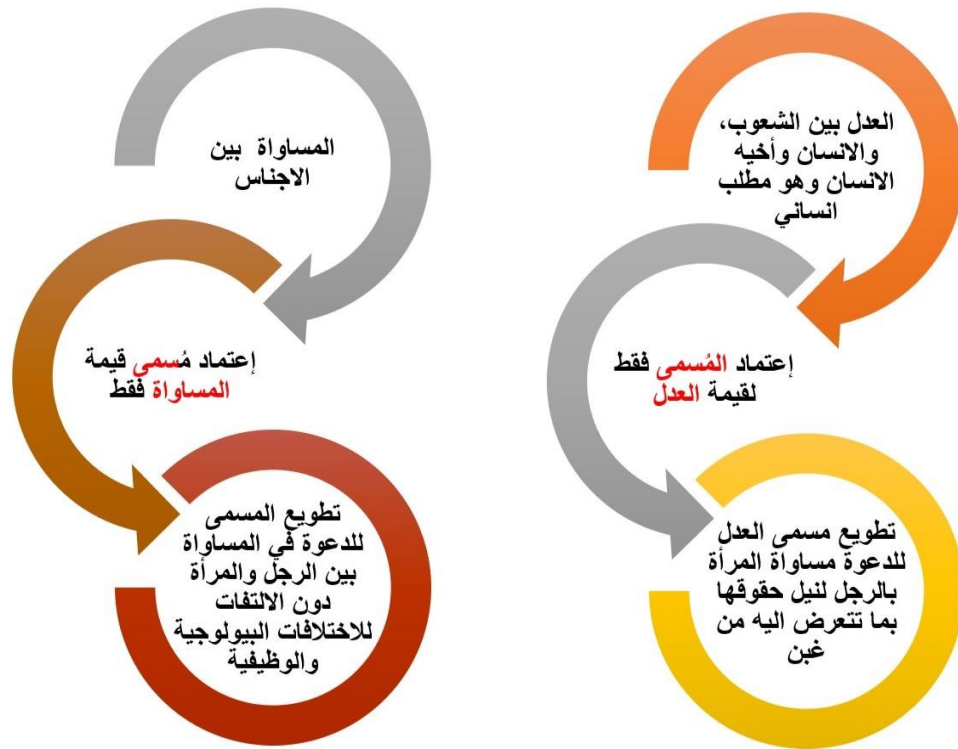 العدل بين الشعوب،
والانسان وأخيه
الانسان وهو مطلب
انساني
إعتماد المُسمى فقط
لقيمة العدل
تطويع مسمى العدل
للدعوة مساواة المرأة
بالرجل لنيل حقوقها
بما تتعرض اليه من
غبن
المساواة بين
الاجناس
إعتماد مُسمى قيمة
المساواة فقط
تطويع المسمى
للدعوة في المساواة
بين الرجل والمرأة
دون الالتفات
للاختلافات البيولوجية
والوظيفية